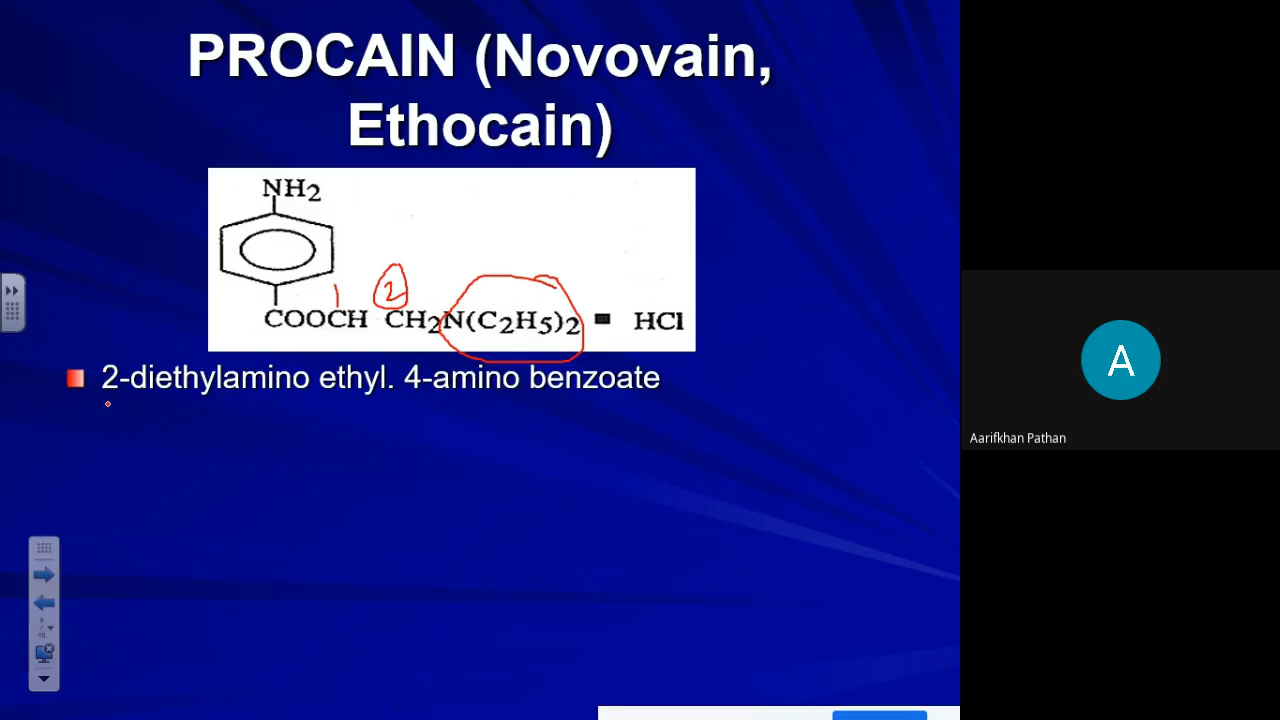 PROCAIN (Novovain,
Ethocain)
NH2
1 2
COOCH CH2N(C2H5)2 = HCl
2-diethylamino ethyl. 4-amino benzoate
A
Aarifkhan Pathan